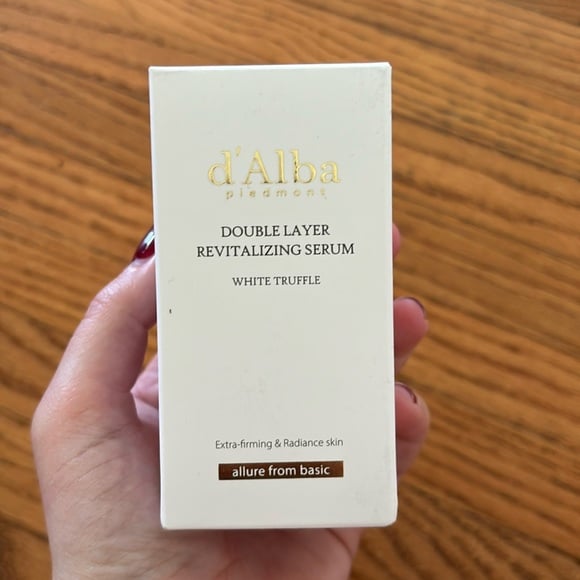 d'Alba
piedmont
DOUBLE LAYER
REVITALIZING SERUM
WHITE TRUFFLE
Extra-firming & Radiance skin
allure from basic